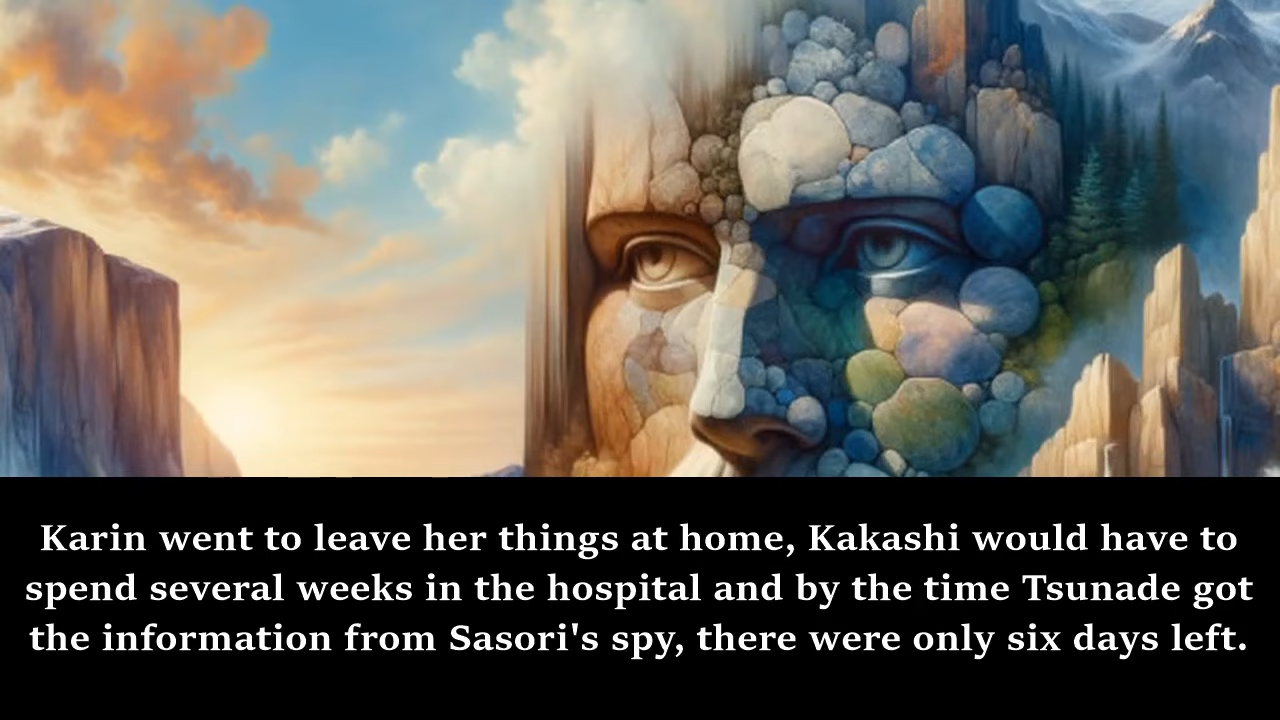 Karin went to leave her things at home, Kakashi would have to
spend several weeks in the hospital and by the time Tsunade got
the information from Sasori's spy, there were only six days left.